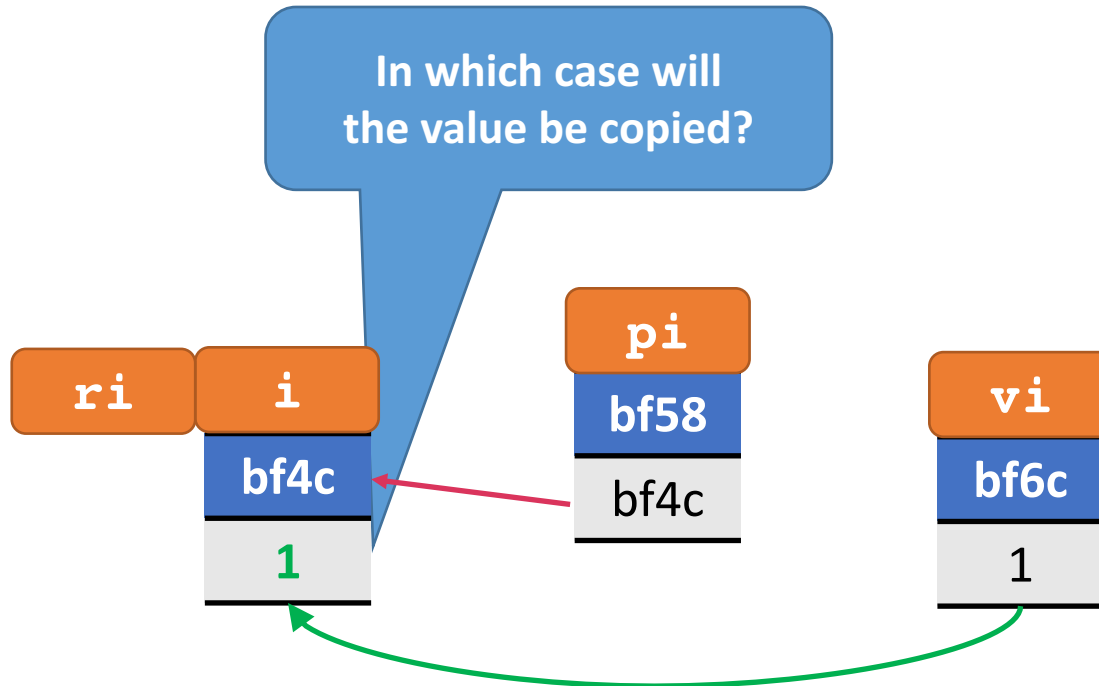 In which case will
the value be copied?
ri
i
bf4c
1
pi
bf58
bf4c
vi
bf6c
1